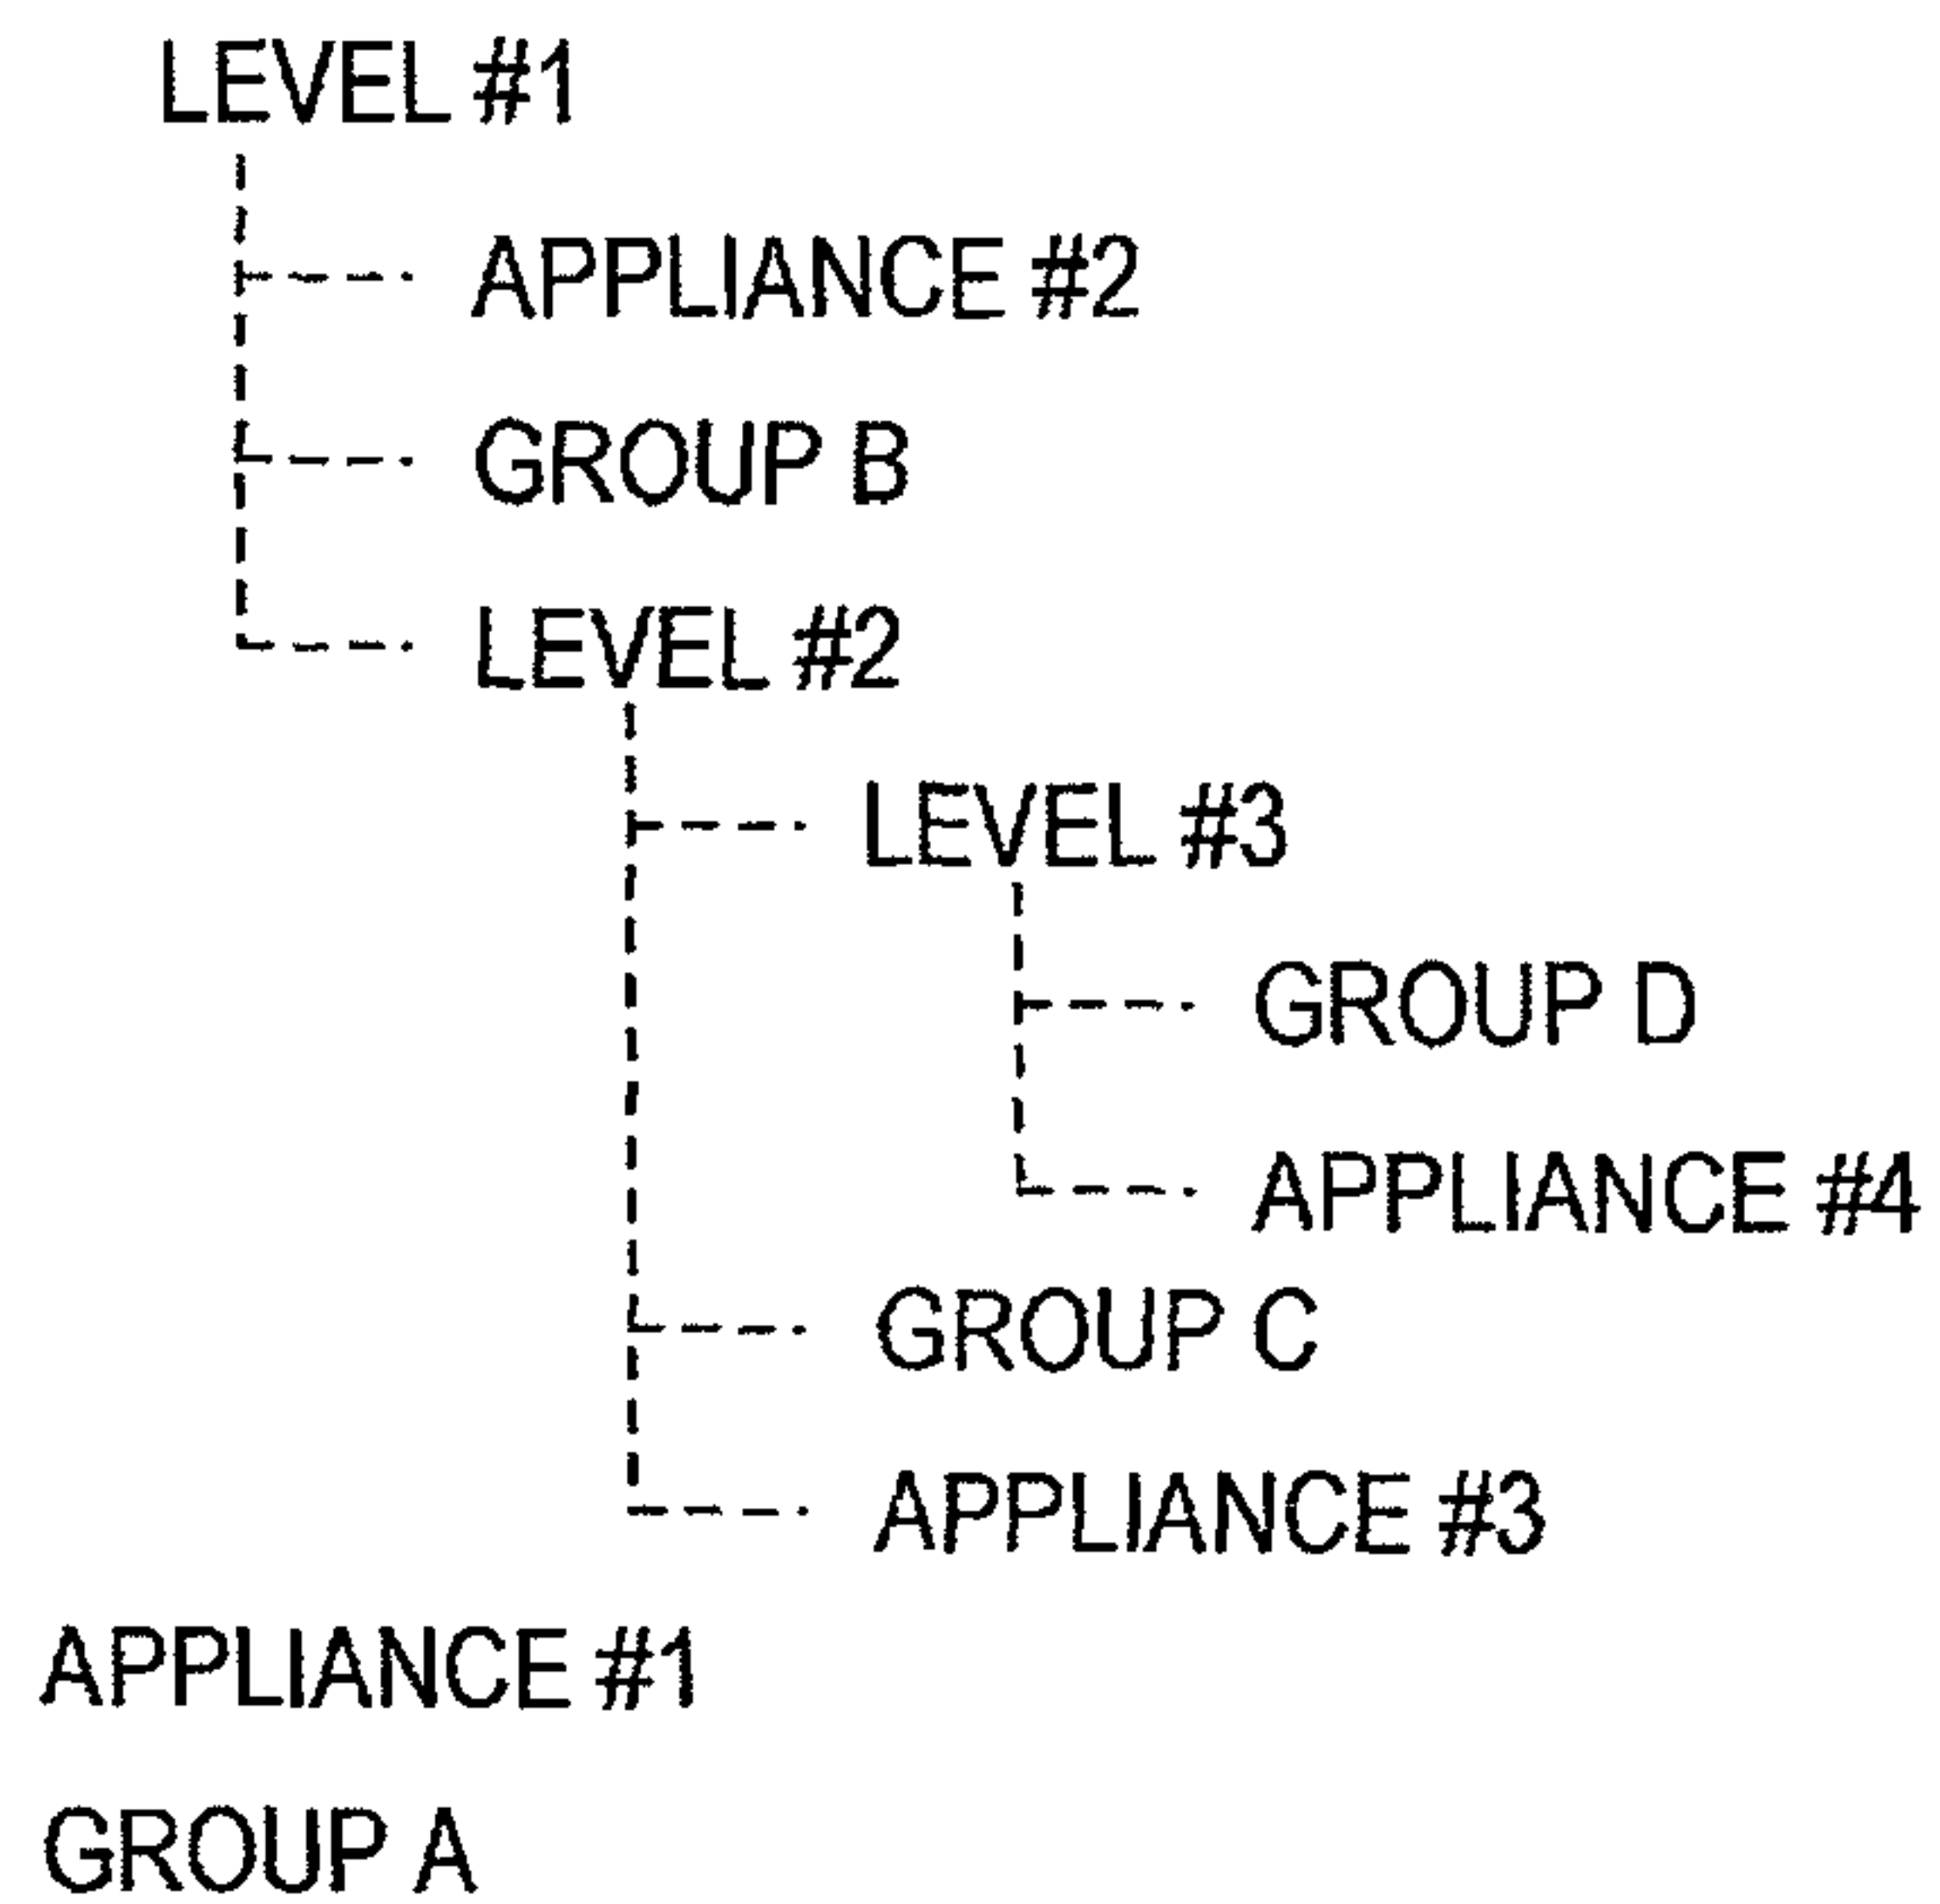 LEVEL #1
APPLIANCE #2
GROUP B
LEVEL #2
LEVEL #3
GROUP D
APPLIANCE #4
GROUP C
APPLIANCE #3
APPLIANCE #1
GROUP A